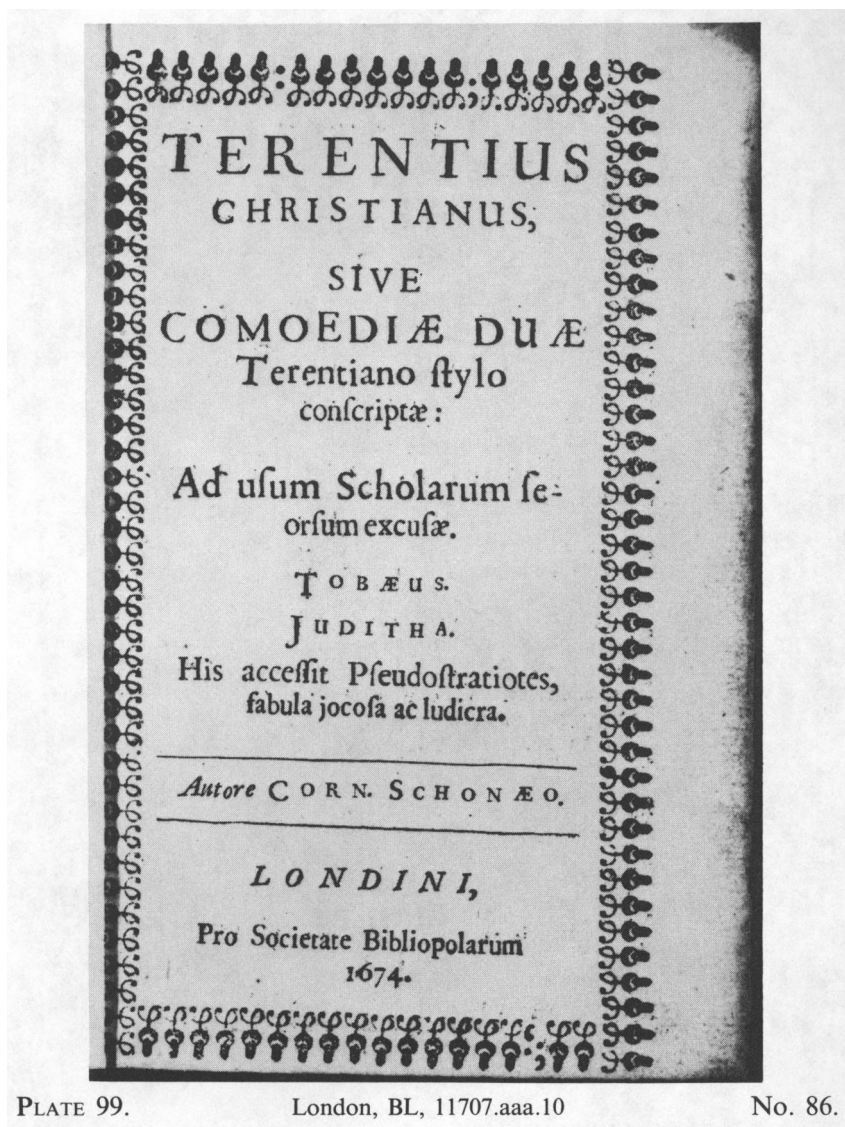 TERENTIUS
CHRISTIANUS,
SIVE
COMOEDIÆ DUÆ
Terentiano ſtylo
conſcriptæ:
Ad uſum Scholarum ſe-
orſum excuſæ.
TOBÆUS.
JUDITHA.
His acceſſit Pſeudoſtratiotes,
fabula jocoſa ac ludicra.
Autore CORN. SCHONÆO.
LONDINI,
Pro Societate Bibliopolarum
1674.
PLATE 99. London, BL, 11707.aaa.10 No. 86.